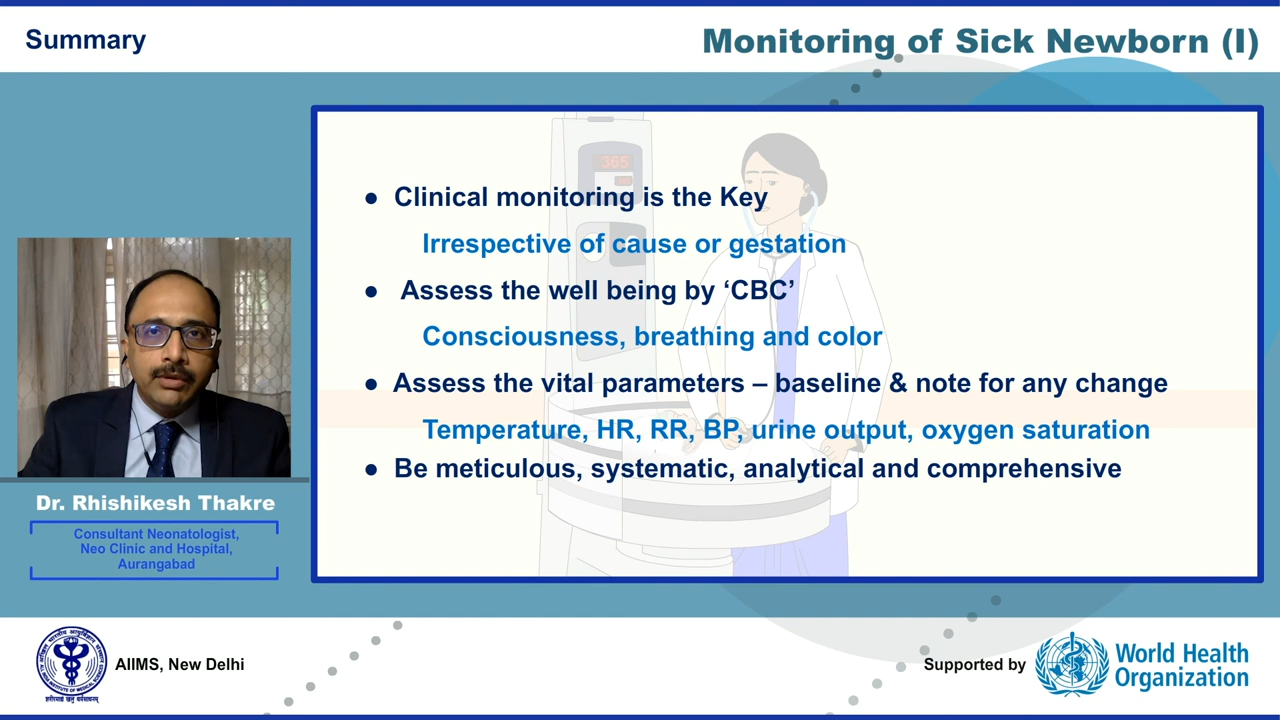 Summary
Monitoring of Sick Newborn (I)
365
● Clinical monitoring is the Key
Irrespective of cause or gestation
● Assess the well being by ‘CBC’
Consciousness, breathing and color
● Assess the vital parameters – baseline & note for any change
Temperature, HR, RR, BP, urine output, oxygen saturation
● Be meticulous, systematic, analytical and comprehensive
Dr. Rhishikesh Thakre
Consultant Neonatologist,
Neo Clinic and Hospital,
Aurangabad
AIIMS, New Delhi
Supported by
World Health
Organization